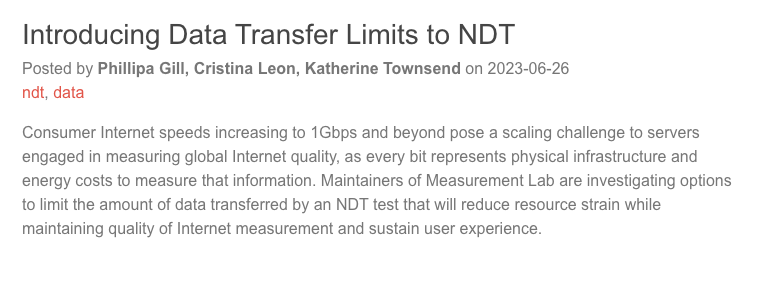 Introducing Data Transfer Limits to NDT
Posted by Phillipa Gill, Cristina Leon, Katherine Townsend on 2023-06-26
ndt, data
Consumer Internet speeds increasing to 1Gbps and beyond pose a scaling challenge to servers
engaged in measuring global Internet quality, as every bit represents physical infrastructure and
energy costs to measure that information. Maintainers of Measurement Lab are investigating options
to limit the amount of data transferred by an NDT test that will reduce resource strain while
maintaining quality of Internet measurement and sustain user experience.